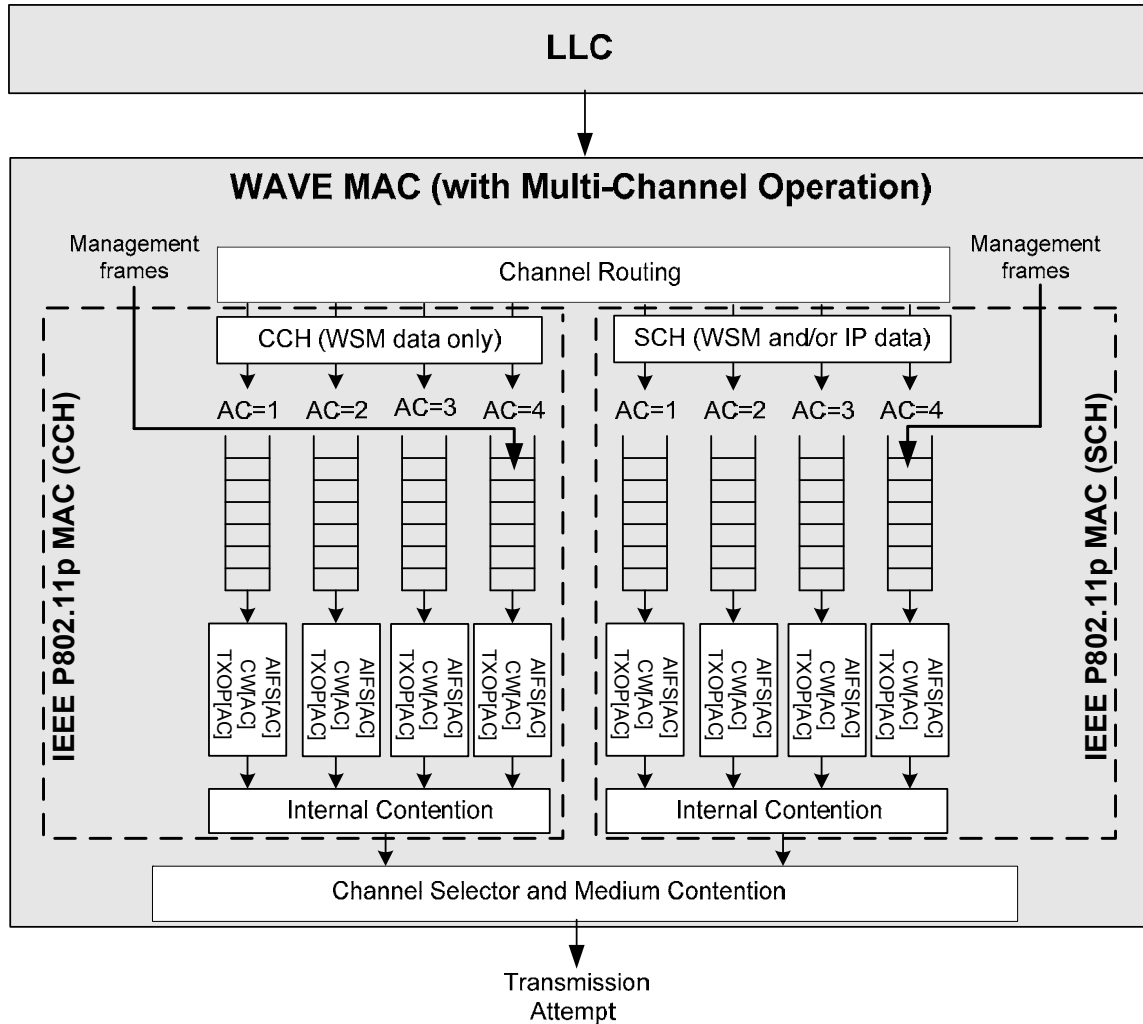 LLC
WAVE MAC (with Multi-Channel Operation)
Management
frames
Management
frames
Channel Routing
CCH (WSM data only)
SCH (WSM and/or IP data)
AC=1
AC=2
AC=3
AC=4
AC=1
AC=2
AC=3
AC=4
IEEE P802.11p MAC (CCH)
IEEE P802.11p MAC (SCH)
AIFS[AC]
CW[AC]
TXOP[AC]
AIFS[AC]
CW[AC]
TXOP[AC]
AIFS[AC]
CW[AC]
TXOP[AC]
AIFS[AC]
CW[AC]
TXOP[AC]
AIFS[AC]
CW[AC]
TXOP[AC]
AIFS[AC]
CW[AC]
TXOP[AC]
AIFS[AC]
CW[AC]
TXOP[AC]
AIFS[AC]
CW[AC]
TXOP[AC]
Internal Contention
Internal Contention
Channel Selector and Medium Contention
Transmission
Attempt